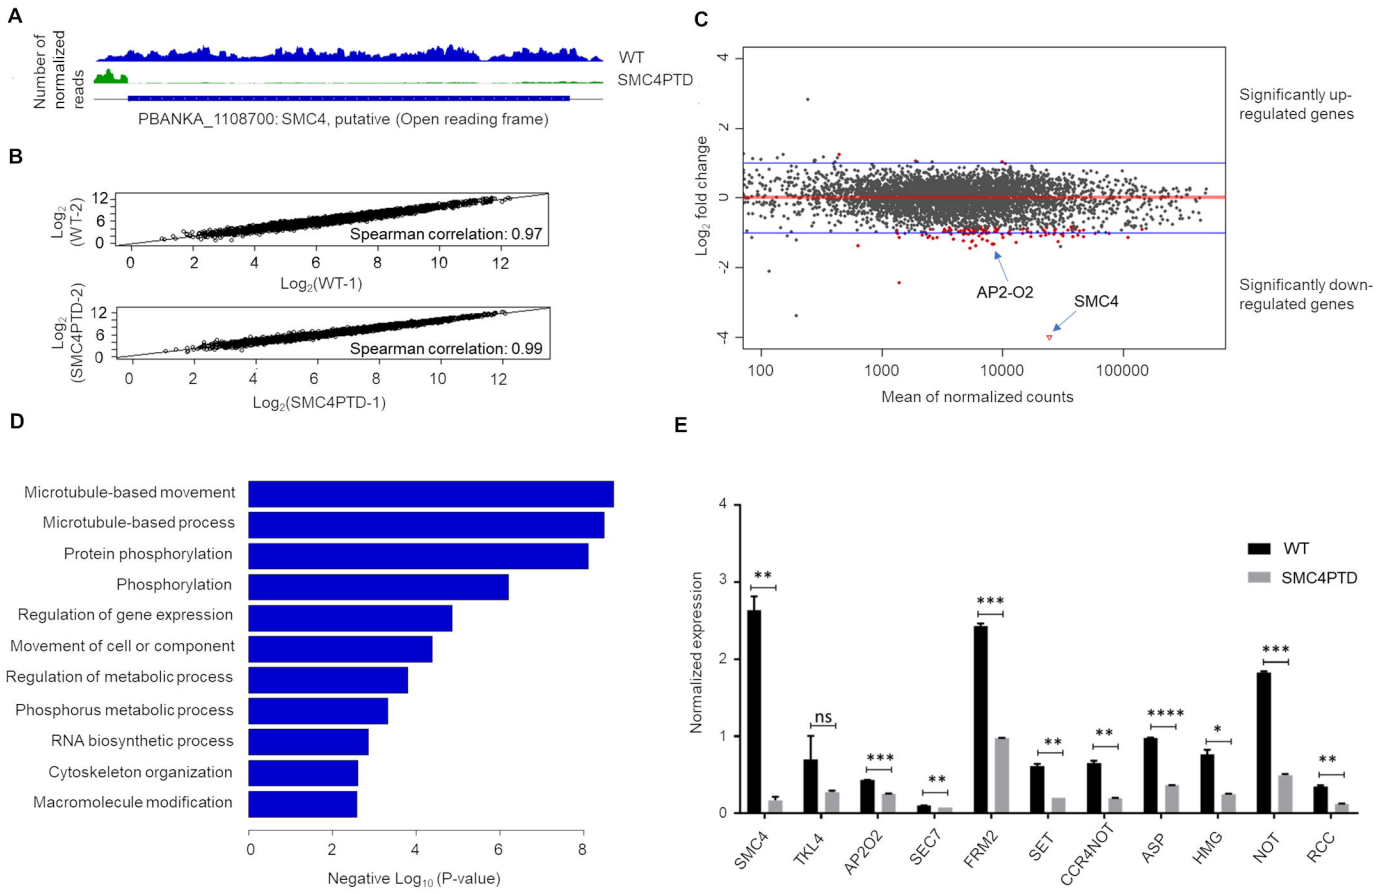 A
Number of
normalized
reads
WT
SMC4PTD
PBANKA_1108700: SMC4, putative (Open reading frame)
B
Log2
(WT-2)
12
6
0
Spearman correlation: 0.97
0 2 4 6 8 10 12
Log2(WT-1)
Log2
(SMC4PTD-2)
12
6
0
Spearman correlation: 0.99
0 2 4 6 8 10 12
Log2(SMC4PTD-1)
C
Log2 fold change
4
2
0
-2
-4
AP2-O2
SMC4
100 1000 10000 100000
Mean of normalized counts
Significantly up-
regulated genes
Significantly down-
regulated genes
D
Microtubule-based movement
Microtubule-based process
Protein phosphorylation
Phosphorylation
Regulation of gene expression
Movement of cell or component
Regulation of metabolic process
Phosphorus metabolic process
RNA biosynthetic process
Cytoskeleton organization
Macromolecule modification
0 2 4 6 8
Negative Log10 (P-value)
E
Normalized expression
4
3
2
1
0
** ns *** ** *** ** ** **** * *** **
WT
SMC4PTD
SMC4 TKL4 AP2O2 SEC7 FRM2 SET CCR4NOT ASP HMG NOT RCC